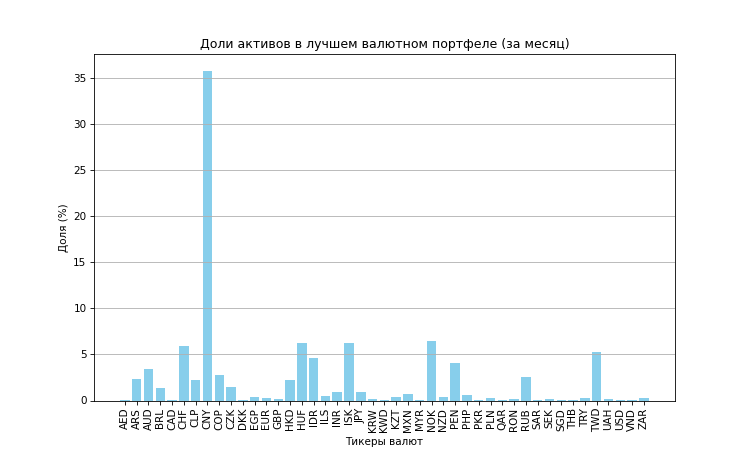 Доли активов в лучшем валютном портфеле (за месяц)
Доля (%)
35
30
25
20
15
10
5
0
AED ARS AUD BRL CAD CHF CLP CNY COP CZK DKK EGP EUR GBP HKD HUF IDR ILS INR ISK JPY KRW KWD KZT MXN MYR NOK NZD PEN PHP PKR PLN QAR RON RUB SAR SEK SGD THB TRY TWD UAH USD VND ZAR
Тикеры валют